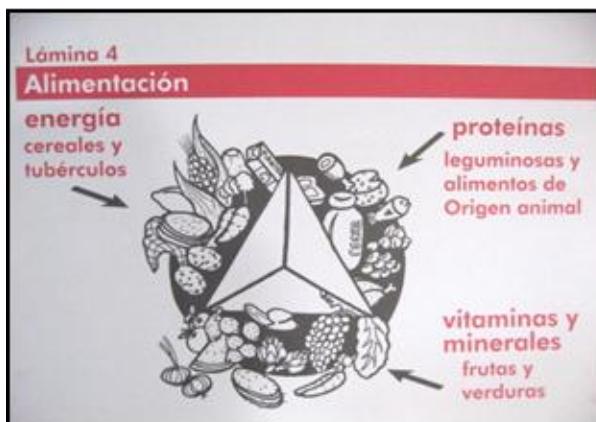 Lámina 4
Alimentación
energía
cereales y
tubérculos
proteínas
leguminosas y
alimentos de
Origen animal
vitaminas y
minerales
frutas y
verduras